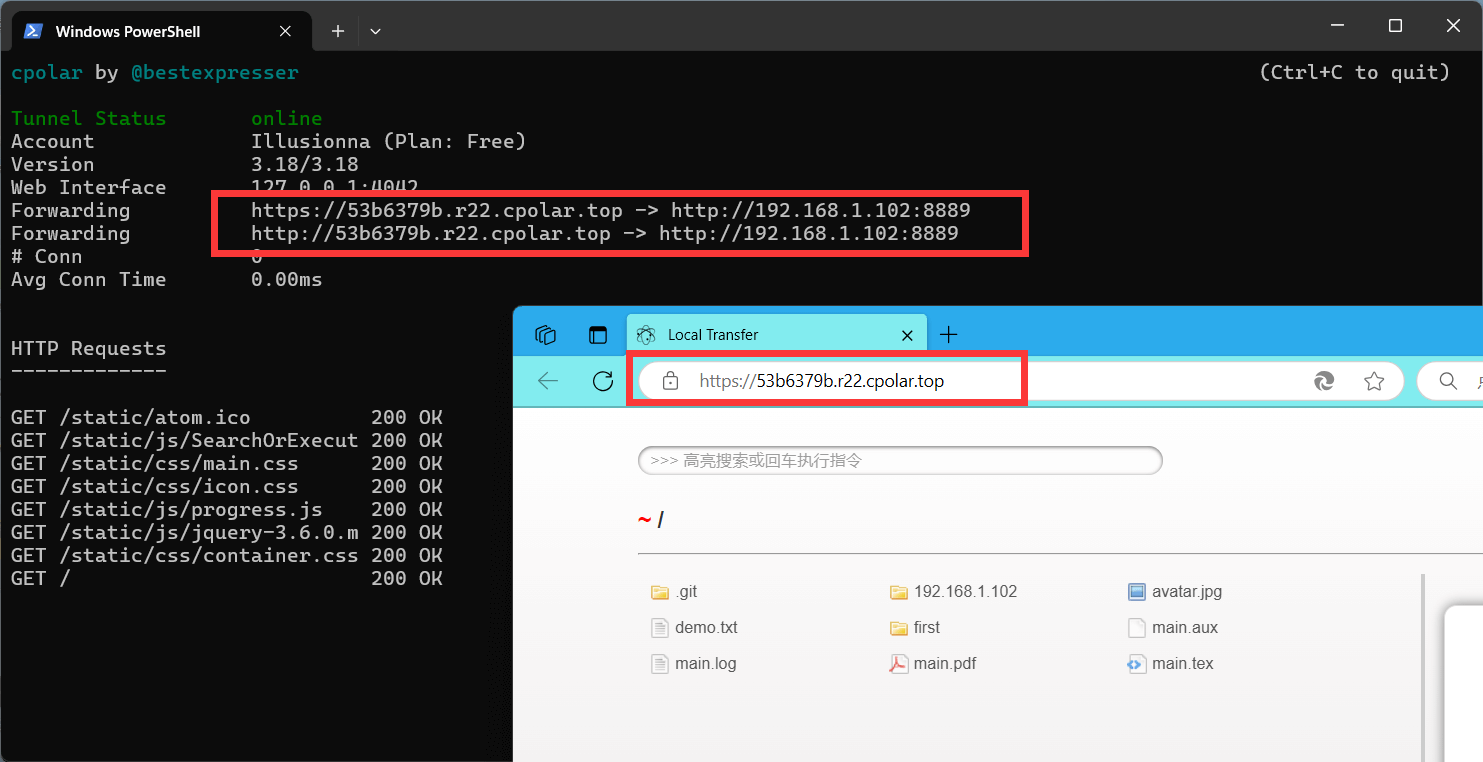 Windows PowerShell
cpolar by @bestexpresser (Ctrl+C to quit)
Tunnel Status online
Account Illusionna (Plan: Free)
Version 3.18/3.18
Web Interface 127.0.0.1:4042
Forwarding https://53b6379b.r22.cpolar.top -> http://192.168.1.102:8889
Forwarding http://53b6379b.r22.cpolar.top -> http://192.168.1.102:8889
# Conn 0
Avg Conn Time 0.00ms
HTTP Requests
-------------
GET /static/atom.ico 200 OK
GET /static/js/SearchOrExecut 200 OK
GET /static/css/main.css 200 OK
GET /static/css/icon.css 200 OK
GET /static/js/progress.js 200 OK
GET /static/js/jquery-3.6.0.m 200 OK
GET /static/css/container.css 200 OK
GET / 200 OK
Local Transfer
https://53b6379b.r22.cpolar.top
>>> 高亮搜索或回车执行指令
~ /
.git 192.168.1.102 avatar.jpg
demo.txt first main.aux
main.log main.pdf main.tex